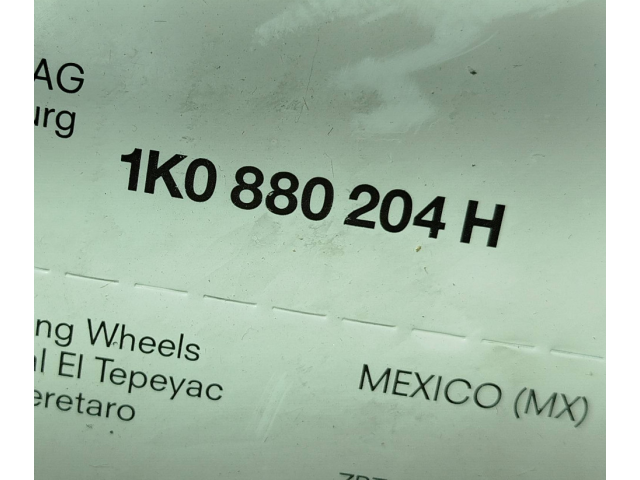 AG
urg
1K0 880 204 H
ng Wheels
al El Tepeyac
eretaro
MEXICO (MX)